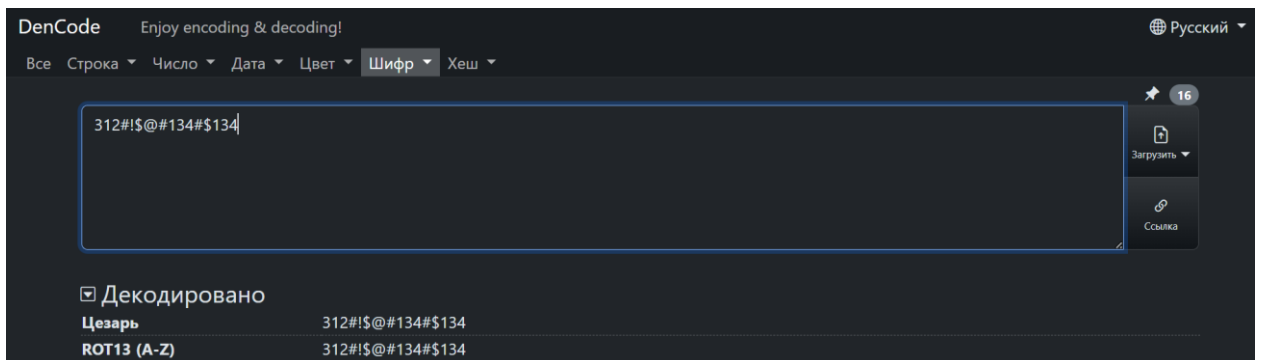 DenCode Enjoy encoding & decoding! Русский
Все Строка Число Дата Цвет Шифр Хеш
16
312#!$@#134#$134
Загрузить
Ссылка
Декодировано
Цезарь 312#!$@#134#$134
ROT13 (A-Z) 312#!$@#134#$134